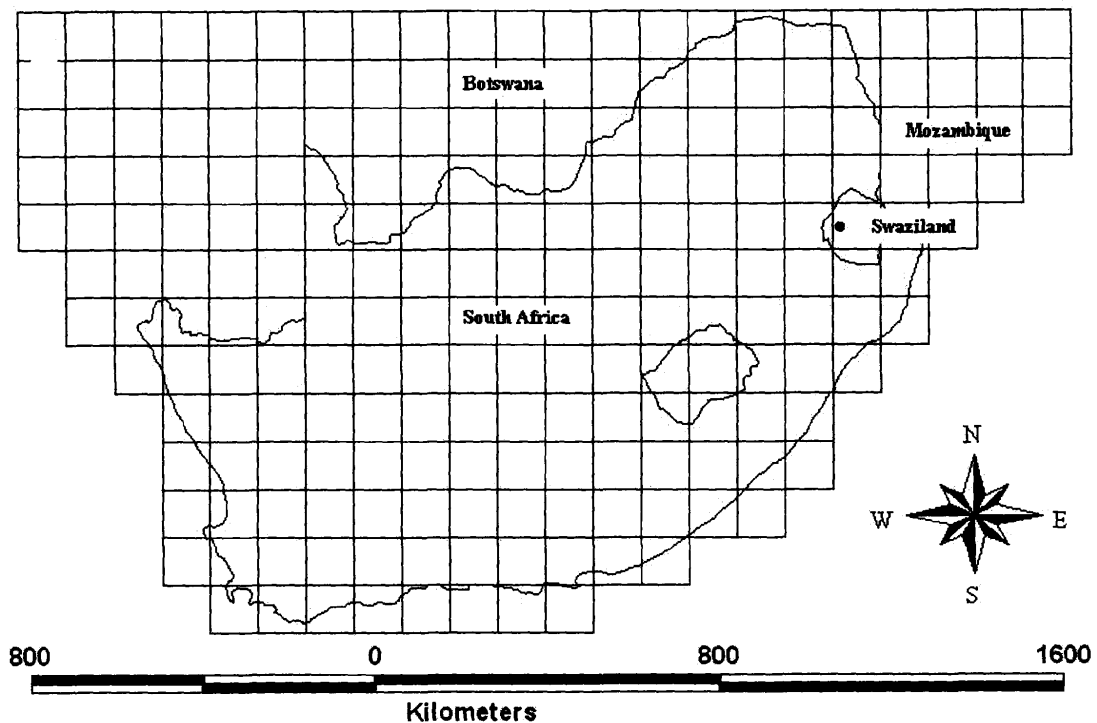 Botswana
Mozambique
Swaziland
South Africa
N
W E
S
800 0 800 1600
Kilometers